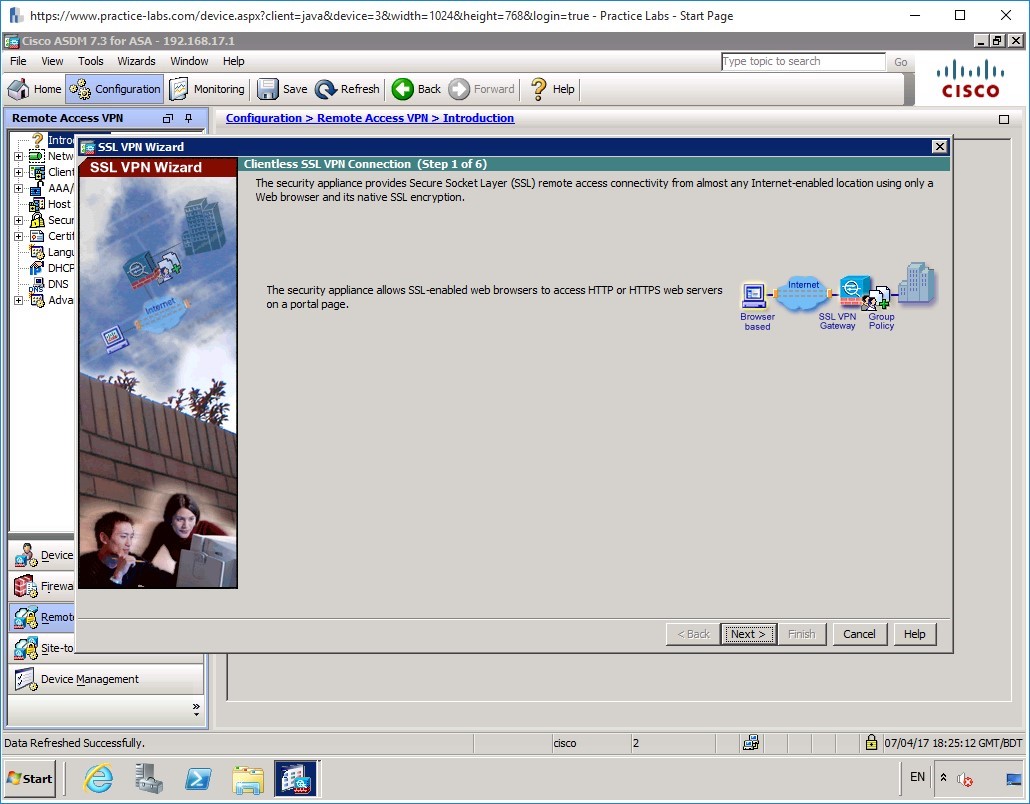 https://www.practice-labs.com/device.aspx?client=java&device=3&width=1024&height=768&login=true - Practice Labs - Start Page
Cisco ASDM 7.3 for ASA - 192.168.17.1
File View Tools Wizards Window Help
Type topic to search
Go
Home
Configuration
Monitoring
Save
Refresh
Back
Forward
Help
CISCO
Remote Access VPN
Configuration > Remote Access VPN > Introduction
Intro
Netw
Client
AAA/
Host
Secur
Certif
Langu
DHCP
DNS
Adva
SSL VPN Wizard
SSL VPN Wizard
Clientless SSL VPN Connection (Step 1 of 6)
The security appliance provides Secure Socket Layer (SSL) remote access connectivity from almost any Internet-enabled location using only a
Web browser and its native SSL encryption.
The security appliance allows SSL-enabled web browsers to access HTTP or HTTPS web servers
on a portal page.
Internet
Internet
Browser
based
SSL VPN
Gateway
Group
Policy
Device
Firewa
Remot
Site-to
Device Management
< Back
Next >
Finish
Cancel
Help
Data Refreshed Successfully.
cisco
2
07/04/17 18:25:12 GMT/BDT
Start
EN